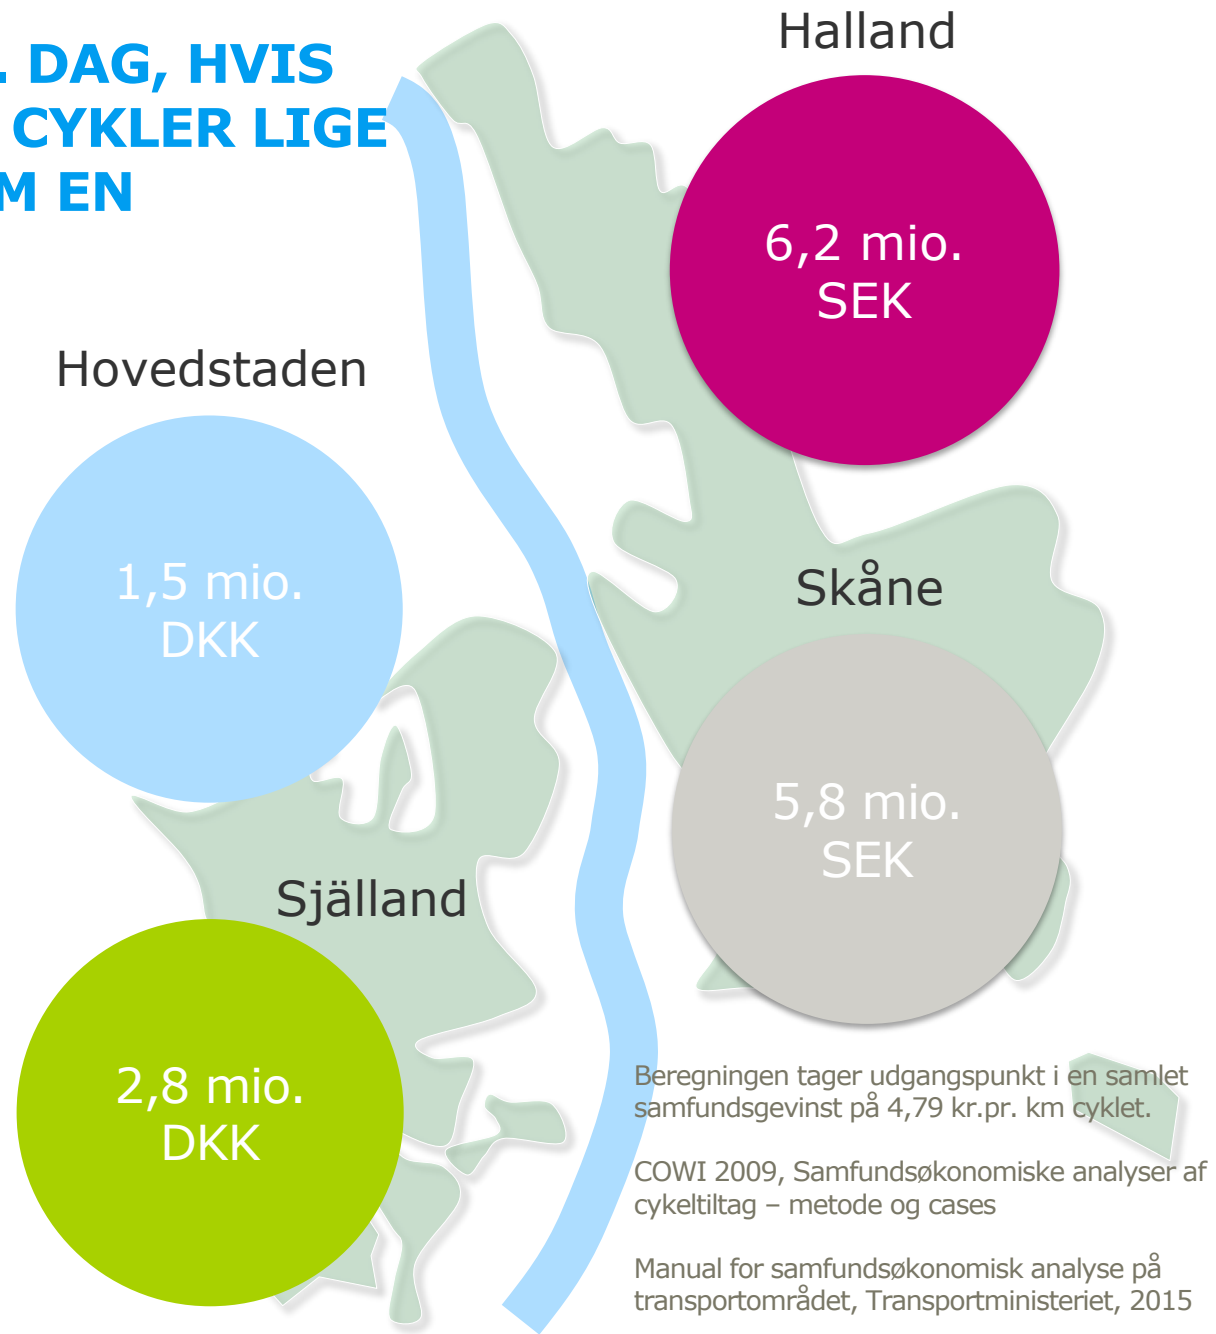 . DAG, HVIS
CYKLER LIGE
M EN
Halland
6,2 mio.
SEK
Hovedstaden
1,5 mio.
DKK
Skåne
5,8 mio.
SEK
Själland
2,8 mio.
DKK
Beregningen tager udgangspunkt i en samlet
samfundsgevinst på 4,79 kr.pr. km cyklet.
COWI 2009, Samfundsøkonomiske analyser af
cykeltiltag – metode og cases
Manual for samfundsøkonomisk analyse på
transportområdet, Transportministeriet, 2015